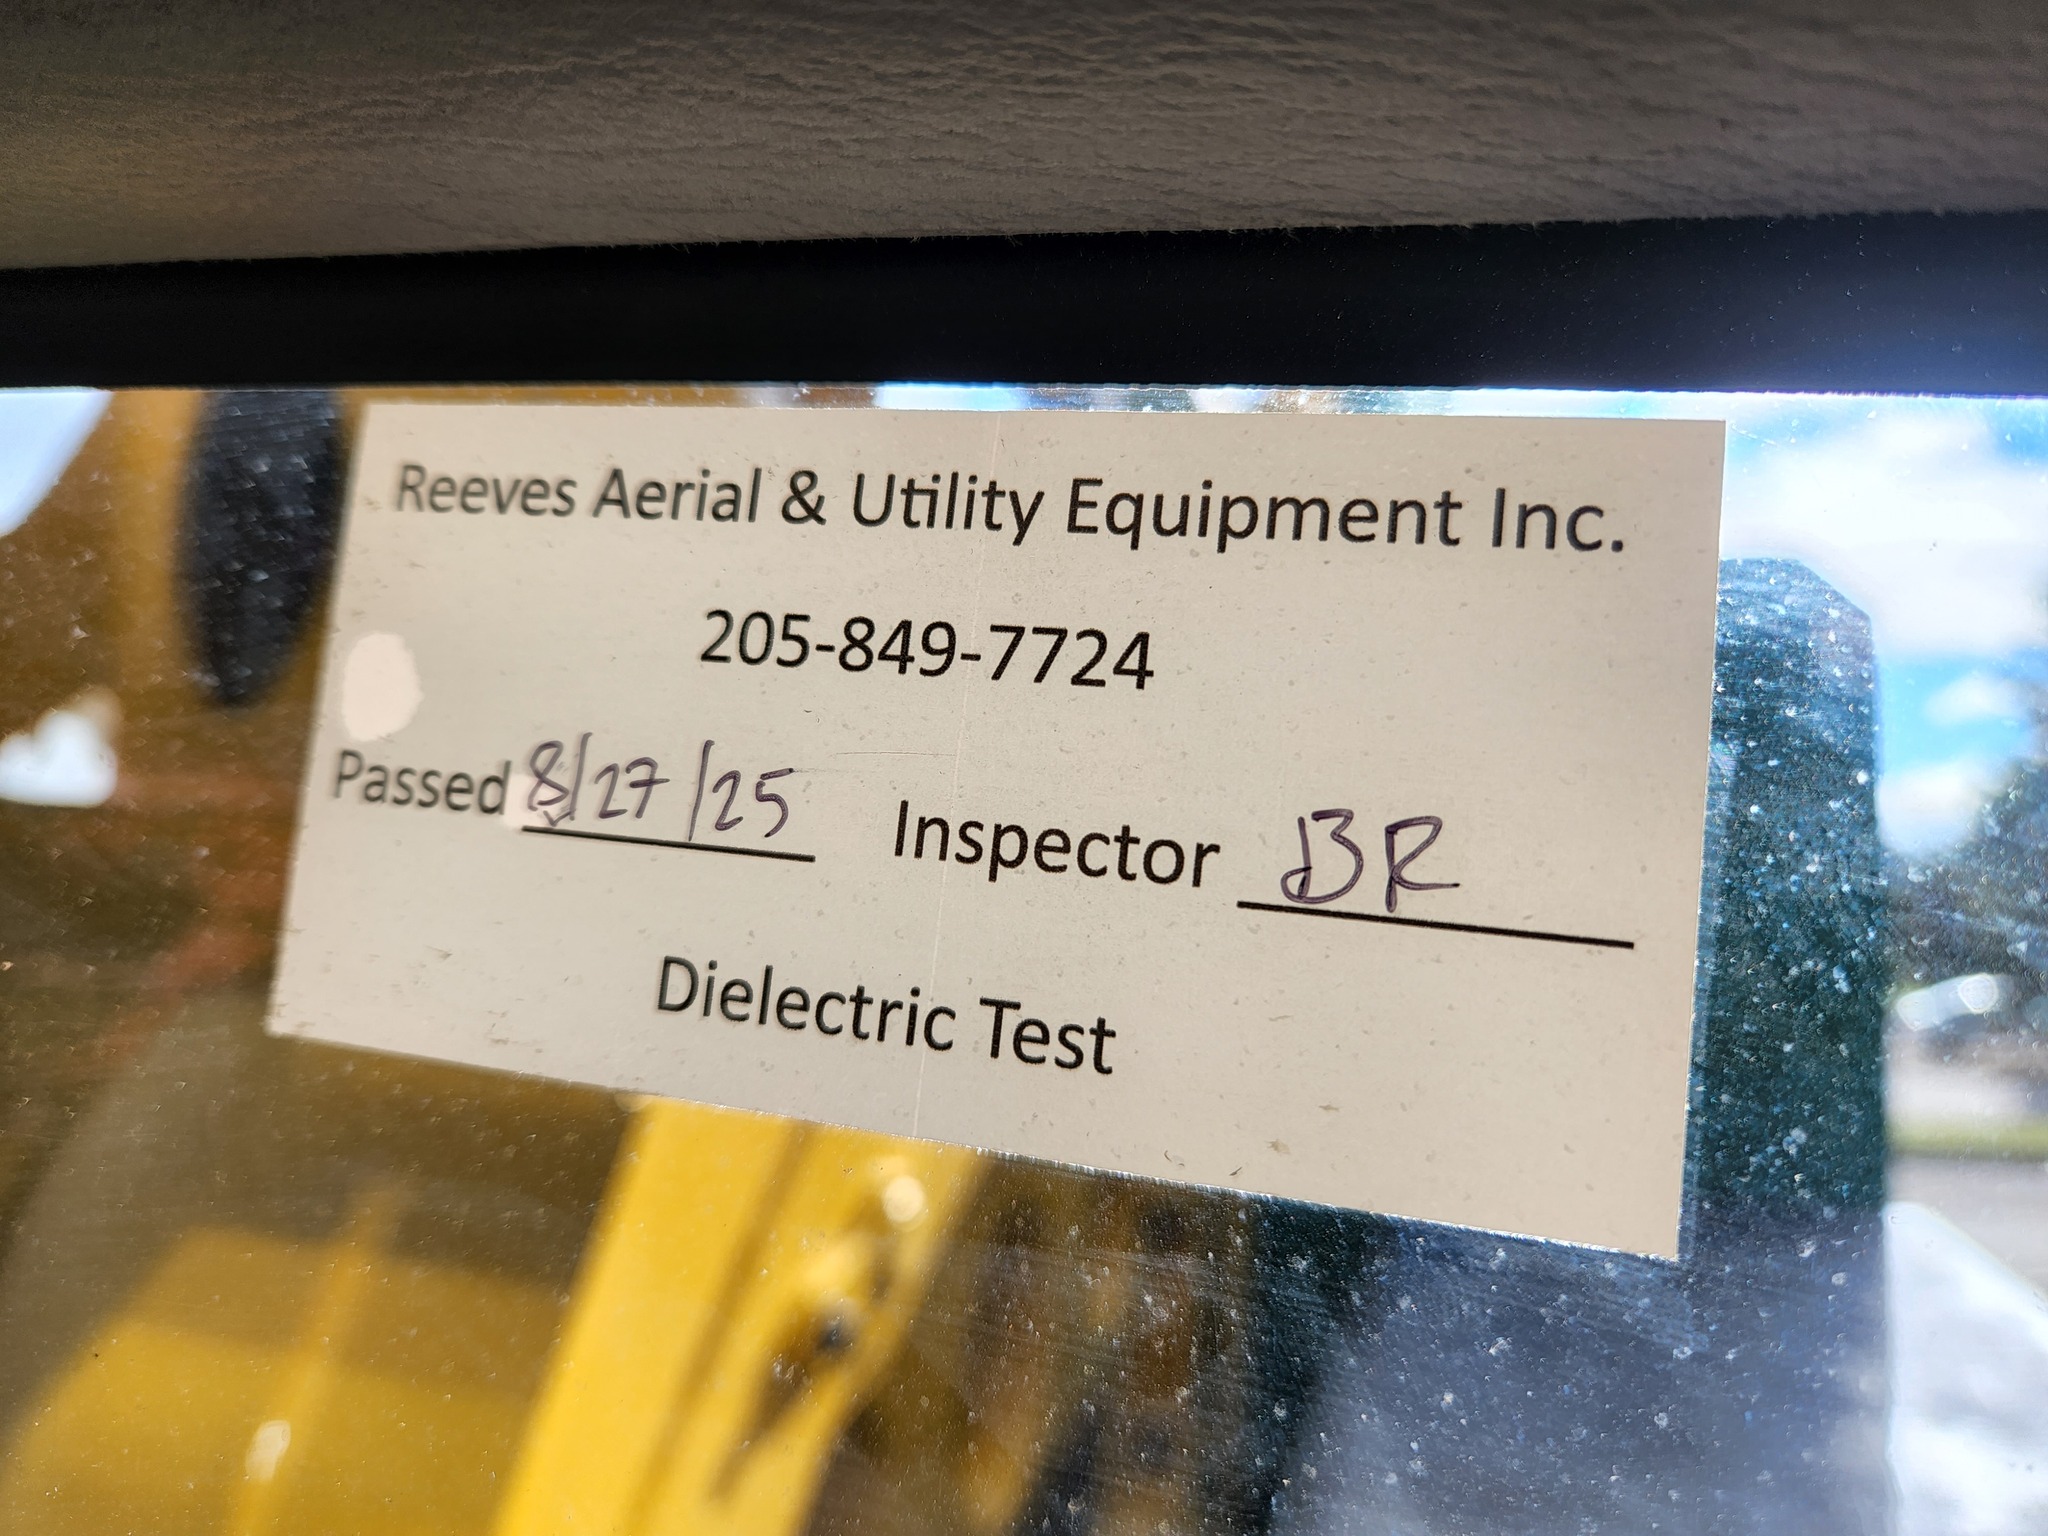 Reeves Aerial & Utility Equipment Inc.
205-849-7724
Passed 8/27/25 Inspector BR
Dielectric Test